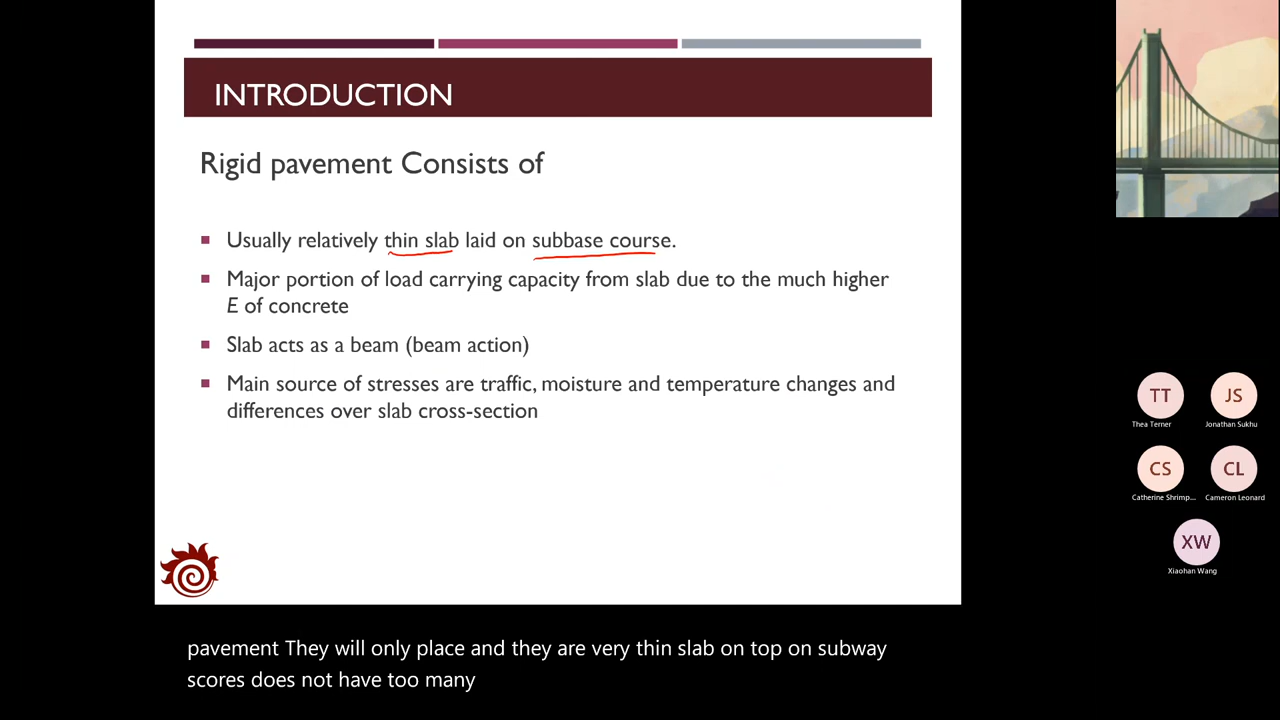 INTRODUCTION
Rigid pavement Consists of
Usually relatively thin slab laid on subbase course.
Major portion of load carrying capacity from slab due to the much higher
E of concrete
Slab acts as a beam (beam action)
Main source of stresses are traffic, moisture and temperature changes and
differences over slab cross-section
TT
JS
Thea Terner
Jonathan Sukhu
CS
CL
Catherine Shrimp...
Cameron Leonard
XW
Xiaohan Wang
pavement They will only place and they are very thin slab on top on subway
scores does not have too many